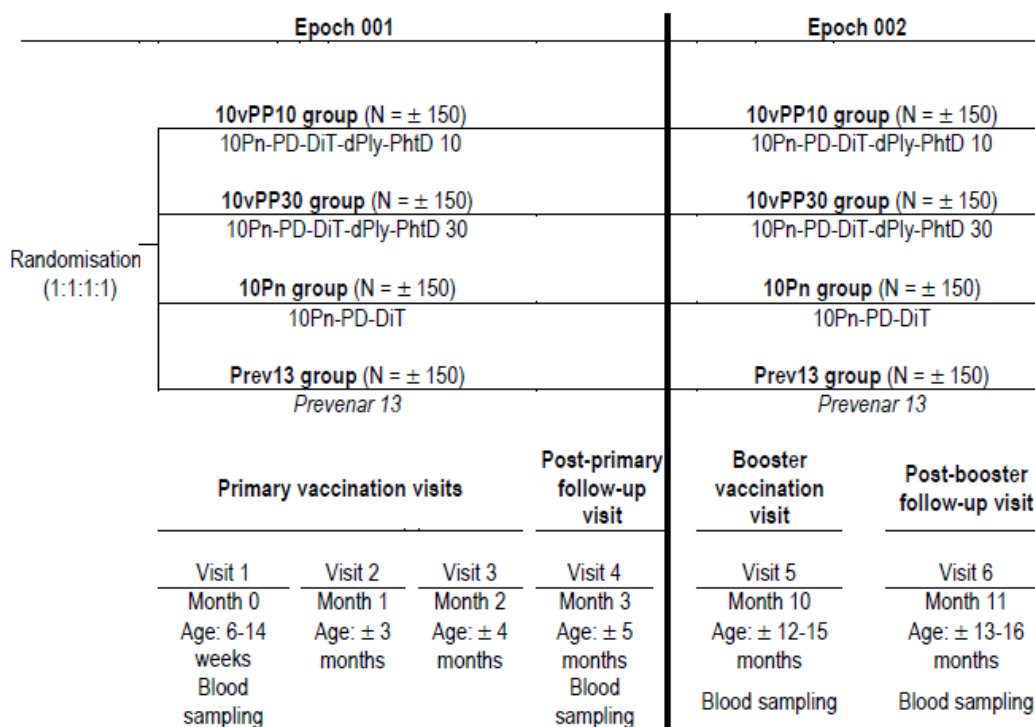 Epoch 001
Epoch 002
10vPP10 group (N = ± 150)
10Pn-PD-DiT-dPly-PhtD 10
10vPP10 group (N = ± 150)
10Pn-PD-DiT-dPly-PhtD 10
10vPP30 group (N = ± 150)
10Pn-PD-DiT-dPly-PhtD 30
10vPP30 group (N = ± 150)
10Pn-PD-DiT-dPly-PhtD 30
Randomisation
(1:1:1:1)
10Pn group (N = ± 150)
10Pn-PD-DiT
10Pn group (N = ± 150)
10Pn-PD-DiT
Prev13 group (N = ± 150)
Prevenar 13
Prev13 group (N = ± 150)
Prevenar 13
Primary vaccination visits
Post-primary
follow-up
visit
Booster
vaccination
visit
Post-booster
follow-up visit
Visit 1
Month 0
Age: 6-14
weeks
Blood
sampling
Visit 2
Month 1
Age: ± 3
months
Visit 3
Month 2
Age: ± 4
months
Visit 4
Month 3
Age: ± 5
months
Blood
sampling
Visit 5
Month 10
Age: ± 12-15
months
Blood sampling
Visit 6
Month 11
Age: ± 13-16
months
Blood sampling